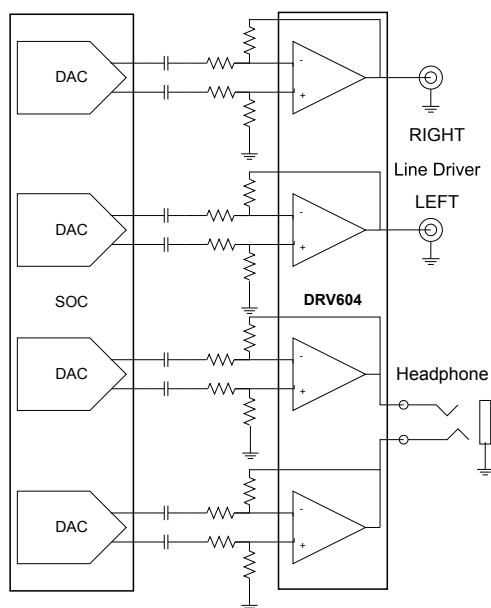 DAC
-
+
RIGHT
Line Driver
LEFT
DAC
-
+
SOC
DRV604
DAC
-
+
Headphone
DAC
-
+